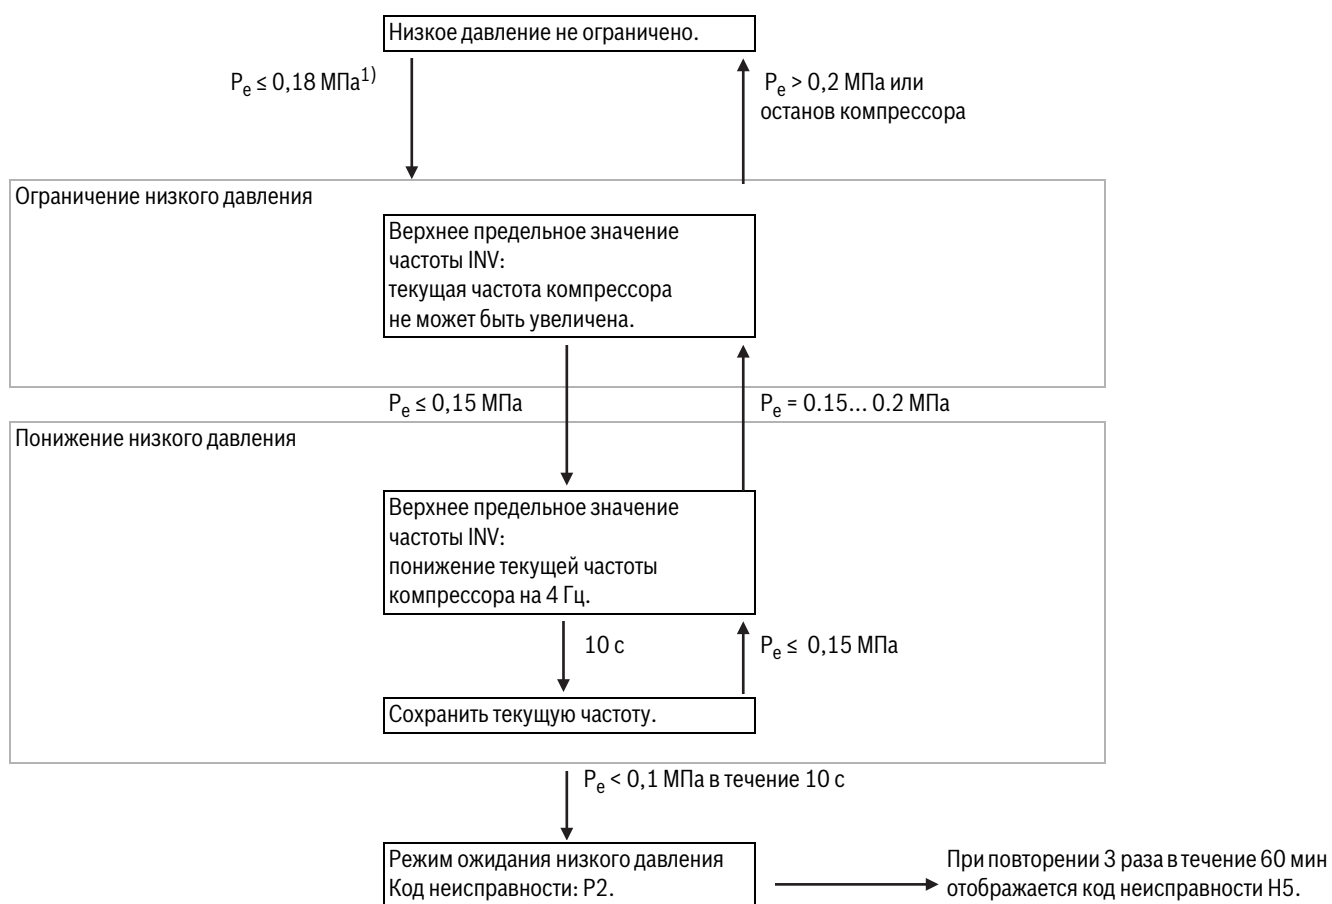 Низкое давление не ограничено.
Pe ≤ 0,18 МПа1)
Pe > 0,2 МПа или
останов компрессора
Ограничение низкого давления
Верхнее предельное значение
частоты INV:
текущая частота компрессора
не может быть увеличена.
Pe ≤ 0,15 МПа
Pe = 0.15... 0.2 МПа
Понижение низкого давления
Верхнее предельное значение
частоты INV:
понижение текущей частоты
компрессора на 4 Гц.
10 с
Pe ≤ 0,15 МПа
Сохранить текущую частоту.
Pe < 0,1 МПа в течение 10 с
Режим ожидания низкого давления
Код неисправности: P2.
При повторении 3 раза в течение 60 мин
отображается код неисправности H5.